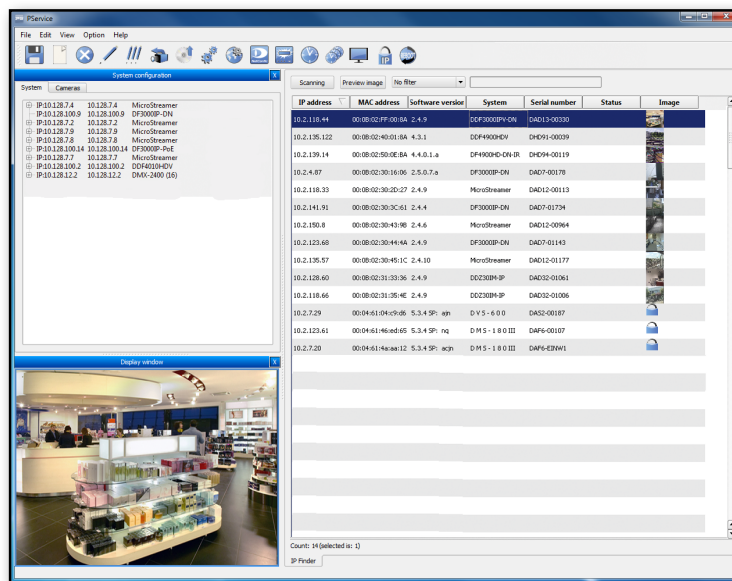 PService
File Edit View Option Help
IP
REBOOT
System configuration X
System Cameras
IP:10.128.7.4 10.128.7.4 MicroStreamer
IP:10.128.100.9 10.128.100.9 DF3000IP-DN
IP:10.128.7.2 10.128.7.2 MicroStreamer
IP:10.128.7.9 10.128.7.9 MicroStreamer
IP:10.128.7.8 10.128.7.8 MicroStreamer
IP:10.128.100.14 10.128.100.14 DF3000IP-PoE
IP:10.128.7.7 10.128.7.7 MicroStreamer
IP:10.128.100.2 10.128.100.2 DDF4010HDV
IP:10.128.12.2 10.128.12.2 DMX-2400 (16)
Display window X
Scanning Preview image No filter
IP address MAC address Software version System Serial number Status Image
10.2.118.44 00:0B:02:FF:00:8A 2.4.9 DDF3000IPV-DN DAD13-00330
10.2.135.122 00:0B:02:40:01:8A 4.3.1 DDF4900HDV DHD91-00039
10.2.139.14 00:0B:02:50:0E:BA 4.4.0.1.a DF4900HD-DN-IR DHD94-00119
10.2.4.87 00:0B:02:30:16:06 2.5.0.7.a DF3000IP-DN DAD7-00178
10.2.118.33 00:0B:02:30:2D:27 2.4.9 MicroStreamer DAD12-00113
10.2.141.91 00:0B:02:30:3C:61 2.4.4 DF3000IP-DN DAD7-01734
10.2.150.8 00:0B:02:30:43:9B 2.4.6 MicroStreamer DAD12-00964
10.2.123.68 00:0B:02:30:44:4A 2.4.9 DF3000IP-DN DAD7-01143
10.2.135.57 00:0B:02:30:45:1C 2.4.10 MicroStreamer DAD12-01177
10.2.128.60 00:0B:02:31:33:36 2.4.9 DDZ30IM-IP DAD32-01061
10.2.118.66 00:0B:02:31:35:4E 2.4.9 DDZ30IM-IP DAD32-01006
10.2.7.29 00:04:61:04:c9:d6 5.3.4 SP: ajn D V S - 6 0 0 DAS2-00187
10.2.123.61 00:04:61:46:ed:65 5.3.4 SP: nq D M S - 1 8 0 III DAF6-00107
10.2.7.20 00:04:61:4a:aa:12 5.3.4 SP: acjn D M S - 1 8 0 III DAF6-EINW1
Count: 14 (selected is: 1)
IP Finder